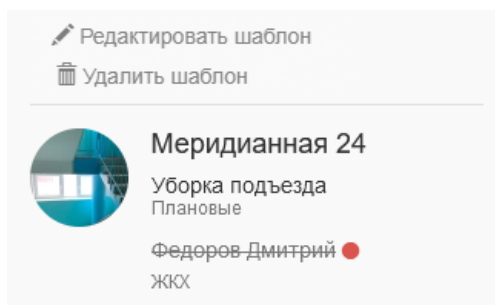 Редактировать шаблон
Удалить шаблон
Меридианная 24
Уборка подъезда
Плановые
Федоров Дмитрий
ЖКХ